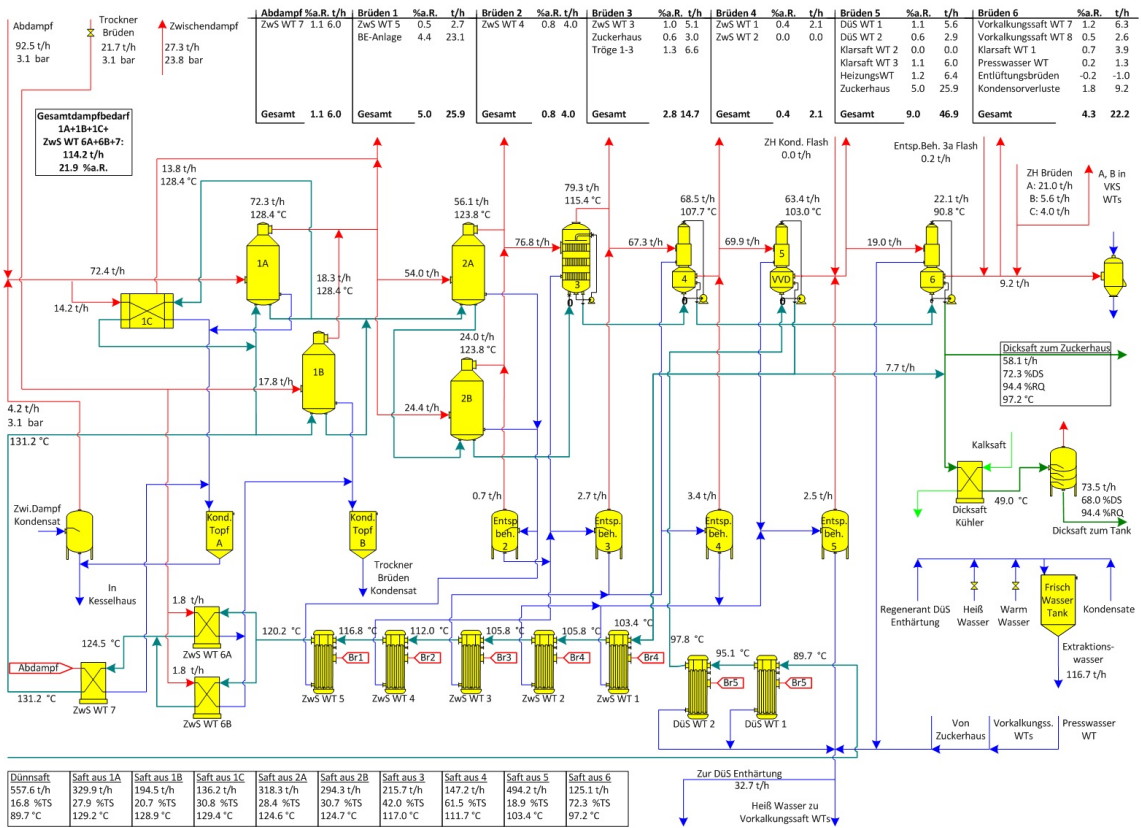 Abdampf
92.5 t/h
3.1 bar
Trockner
Brüden
21.7 t/h
3.1 bar
Zwischendampf
27.3 t/h
23.8 bar
Abdampf %a.R. t/h
ZwS WT 7 1.1 6.0
Gesamt 1.1 6.0
Brüden 1 %a.R. t/h
ZwS WT 5 0.5 2.7
BE-Anlage 4.4 23.1
Gesamt 5.0 25.9
Brüden 2 %a.R. t/h
ZwS WT 4 0.8 4.0
Gesamt 0.8 4.0
Brüden 3 %a.R. t/h
ZwS WT 3 1.0 5.1
Zuckerhaus 0.6 3.0
Tröge 1-3 1.3 6.6
Gesamt 2.8 14.7
Brüden 4 %a.R. t/h
ZwS WT 1 0.4 2.1
ZwS WT 2 0.0 0.0
Gesamt 0.4 2.1
Brüden 5 %a.R. t/h
DüS WT 1 1.1 5.6
DüS WT 2 0.6 2.9
Klarsaft WT 2 0.0 0.0
Klarsaft WT 3 1.1 6.0
HeizungsWT 1.2 6.4
Zuckerhaus 5.0 25.9
Gesamt 9.0 46.9
Brüden 6 %a.R. t/h
Vorkalkungssaft WT 7 1.2 6.3
Vorkalkungssaft WT 8 0.5 2.6
Klarsaft WT 1 0.7 3.9
Presswasser WT 0.2 1.3
Entlüftungsbrüden -0.2 -1.0
Kondensorverluste 1.8 9.2
Gesamt 4.3 22.2
Gesamtdampfbedarf
1A+1B+1C+
ZwS WT 6A+6B+7:
114.2 t/h
21.9 %a.R.
13.8 t/h
128.4 °C
72.3 t/h
128.4 °C
56.1 t/h
123.8 °C
79.3 t/h
115.4 °C
68.5 t/h
107.7 °C
ZH Kond. Flash
0.0 t/h
63.4 t/h
103.0 °C
Entsp.Beh. 3a Flash
0.2 t/h
22.1 t/h
90.8 °C
ZH Brüden
A: 21.0 t/h
B: 5.6 t/h
C: 4.0 t/h
A, B in
VKS
WTs
72.4 t/h
14.2 t/h
1C
1A
18.3 t/h
128.4 °C
54.0 t/h
2A
76.8 t/h
3
67.3 t/h
4
69.9 t/h
5
VVD
19.0 t/h
6
9.2 t/h
0
0
0
17.8 t/h
1B
24.0 t/h
123.8 °C
24.4 t/h
2B
7.7 t/h
Dicksaft zum Zuckerhaus
58.1 t/h
72.3 %DS
94.4 %RQ
97.2 °C
4.2 t/h
3.1 bar
131.2 °C
Kalksaft
49.0 °C
Dicksaft
Kühler
73.5 t/h
68.0 %DS
94.4 %RQ
Dicksaft zum Tank
Zwi.Dampf
Kondensat
Kond.
Topf
A
Kond.
Topf
B
In
Kesselhaus
Trockner
Brüden
Kondensat
0.7 t/h
Entsp
beh.
2
2.7 t/h
Entsp.
beh.
3
3.4 t/h
Entsp.
beh.
4
2.5 t/h
Entsp.
beh.
5
Regenerant DüS
Enthärtung
Heiß
Wasser
Warm
Wasser
Frisch
Wasser
Tank
Kondensate
Extraktions-
wasser
116.7 t/h
1.8 t/h
ZwS WT 6A
124.5 °C
Abdampf
131.2 °C
ZwS WT 7
1.8 t/h
ZwS WT 6B
120.2 °C
116.8 °C
112.0 °C
105.8 °C
105.8 °C
103.4 °C
Br1
Br2
Br3
Br4
Br4
ZwS WT 5
ZwS WT 4
ZwS WT 3
ZwS WT 2
ZwS WT 1
97.8 °C
95.1 °C
89.7 °C
Br5
Br5
DüS WT 2
DüS WT 1
Von
Zuckerhaus
Vorkalkungss.
WTs
Presswasser
WT
Zur DüS Enthärtung
32.7 t/h
Heiß Wasser zu
Vorkalkungssaft WTs
Dünnsaft
557.6 t/h
16.8 %TS
89.7 °C
Saft aus 1A
329.9 t/h
27.9 %TS
129.2 °C
Saft aus 1B
194.5 t/h
20.7 %TS
128.9 °C
Saft aus 1C
136.2 t/h
30.8 %TS
129.4 °C
Saft aus 2A
318.3 t/h
28.4 %TS
124.6 °C
Saft aus 2B
294.3 t/h
30.7 %TS
124.7 °C
Saft aus 3
215.7 t/h
42.0 %TS
117.0 °C
Saft aus 4
147.2 t/h
61.5 %TS
111.7 °C
Saft aus 5
494.2 t/h
18.9 %TS
103.4 °C
Saft aus 6
125.1 t/h
72.3 %TS
97.2 °C